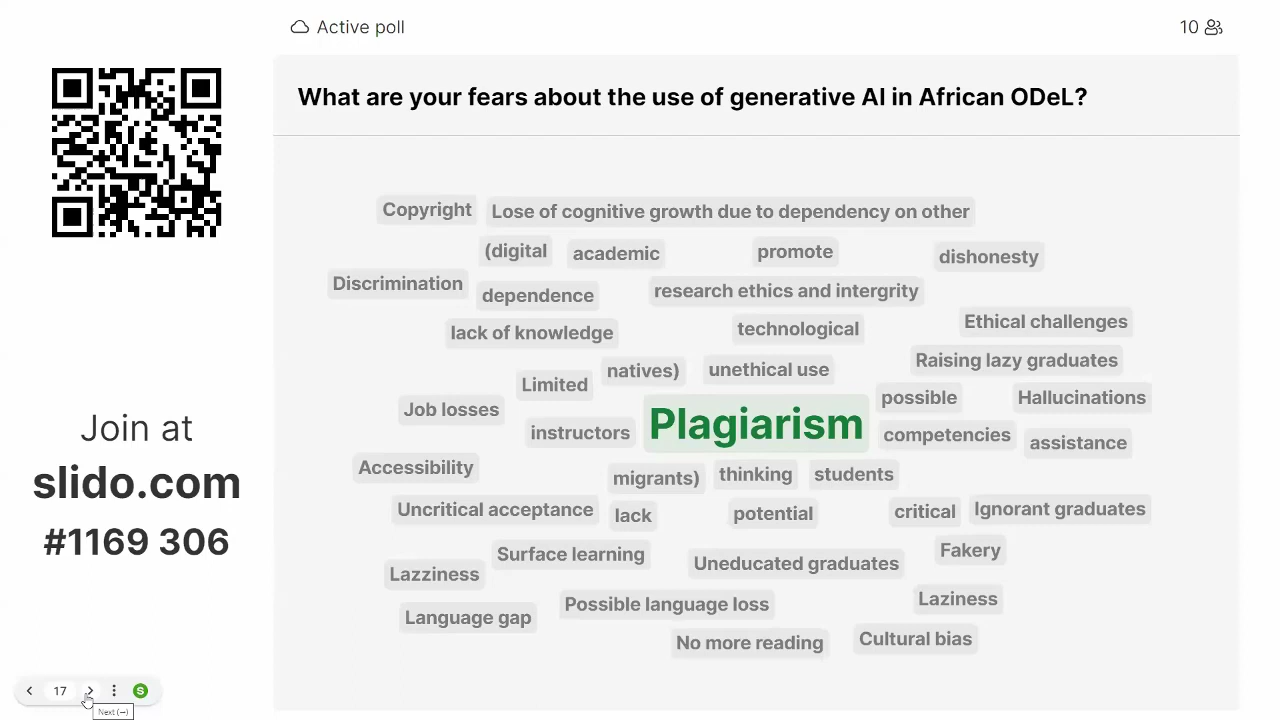 Active poll
10
What are your fears about the use of generative AI in African ODeL?
Copyright
Lose of cognitive growth due to dependency on other
(digital
academic
promote
dishonesty
Discrimination
dependence
research ethics and intergrity
lack of knowledge
technological
Ethical challenges
natives)
unethical use
Raising lazy graduates
Limited
possible
Hallucinations
Job losses
instructors
Plagiarism
competencies
assistance
Accessibility
migrants)
thinking
students
Uncritical acceptance
lack
potential
critical
Ignorant graduates
Surface learning
Uneducated graduates
Fakery
Lazziness
Language gap
Possible language loss
Laziness
No more reading
Cultural bias
Join at
slido.com
#1169 306
17
S
Next (→)